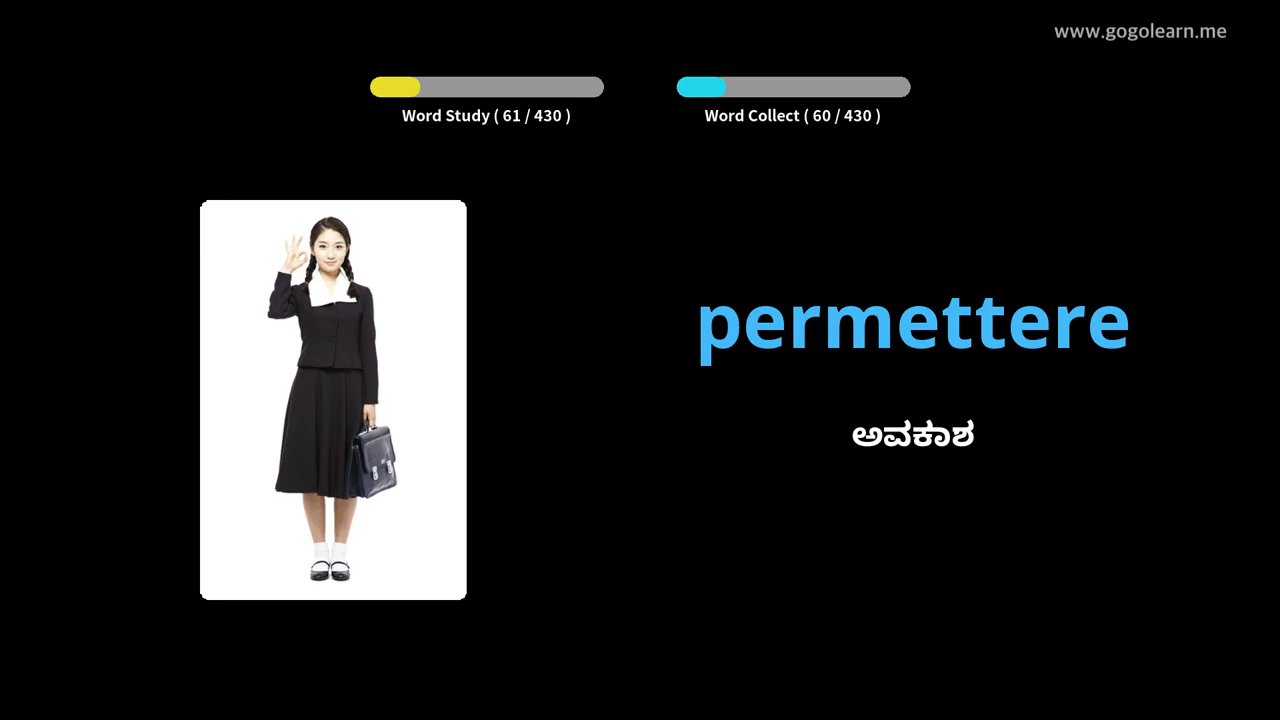 www.gogolearn.me
Word Study ( 61 / 430 )
Word Collect ( 60 / 430 )
permettere
ಅವಕಾಶ